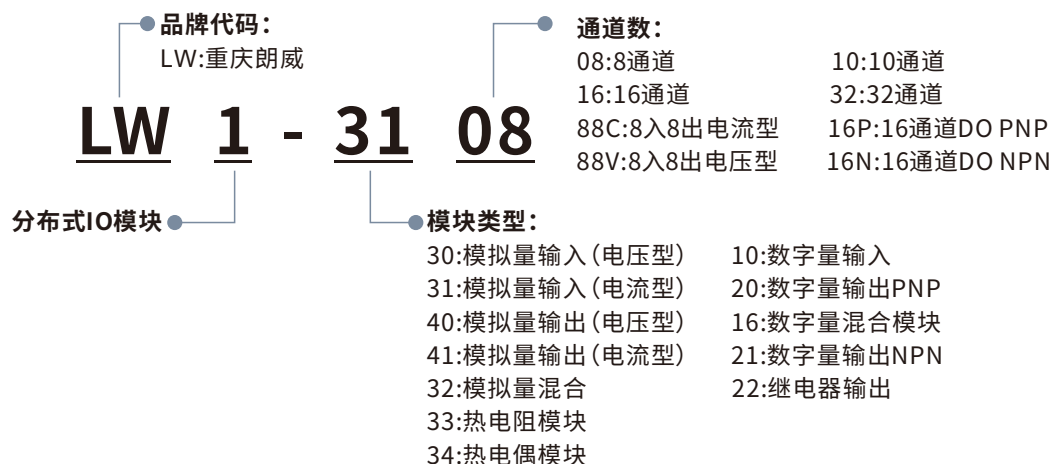 品牌代码：
LW:重庆朗威
LW 1 - 31 08
通道数：
08:8通道 10:10通道
16:16通道 32:32通道
88C:8入8出电流型 16P:16通道DO PNP
88V:8入8出电压型 16N:16通道DO NPN
分布式IO模块
模块类型：
30:模拟量输入（电压型） 10:数字量输入
31:模拟量输入（电流型） 20:数字量输出PNP
40:模拟量输出（电压型） 16:数字量混合模块
41:模拟量输出（电流型） 21:数字量输出NPN
32:模拟量混合 22:继电器输出
33:热电阻模块
34:热电偶模块